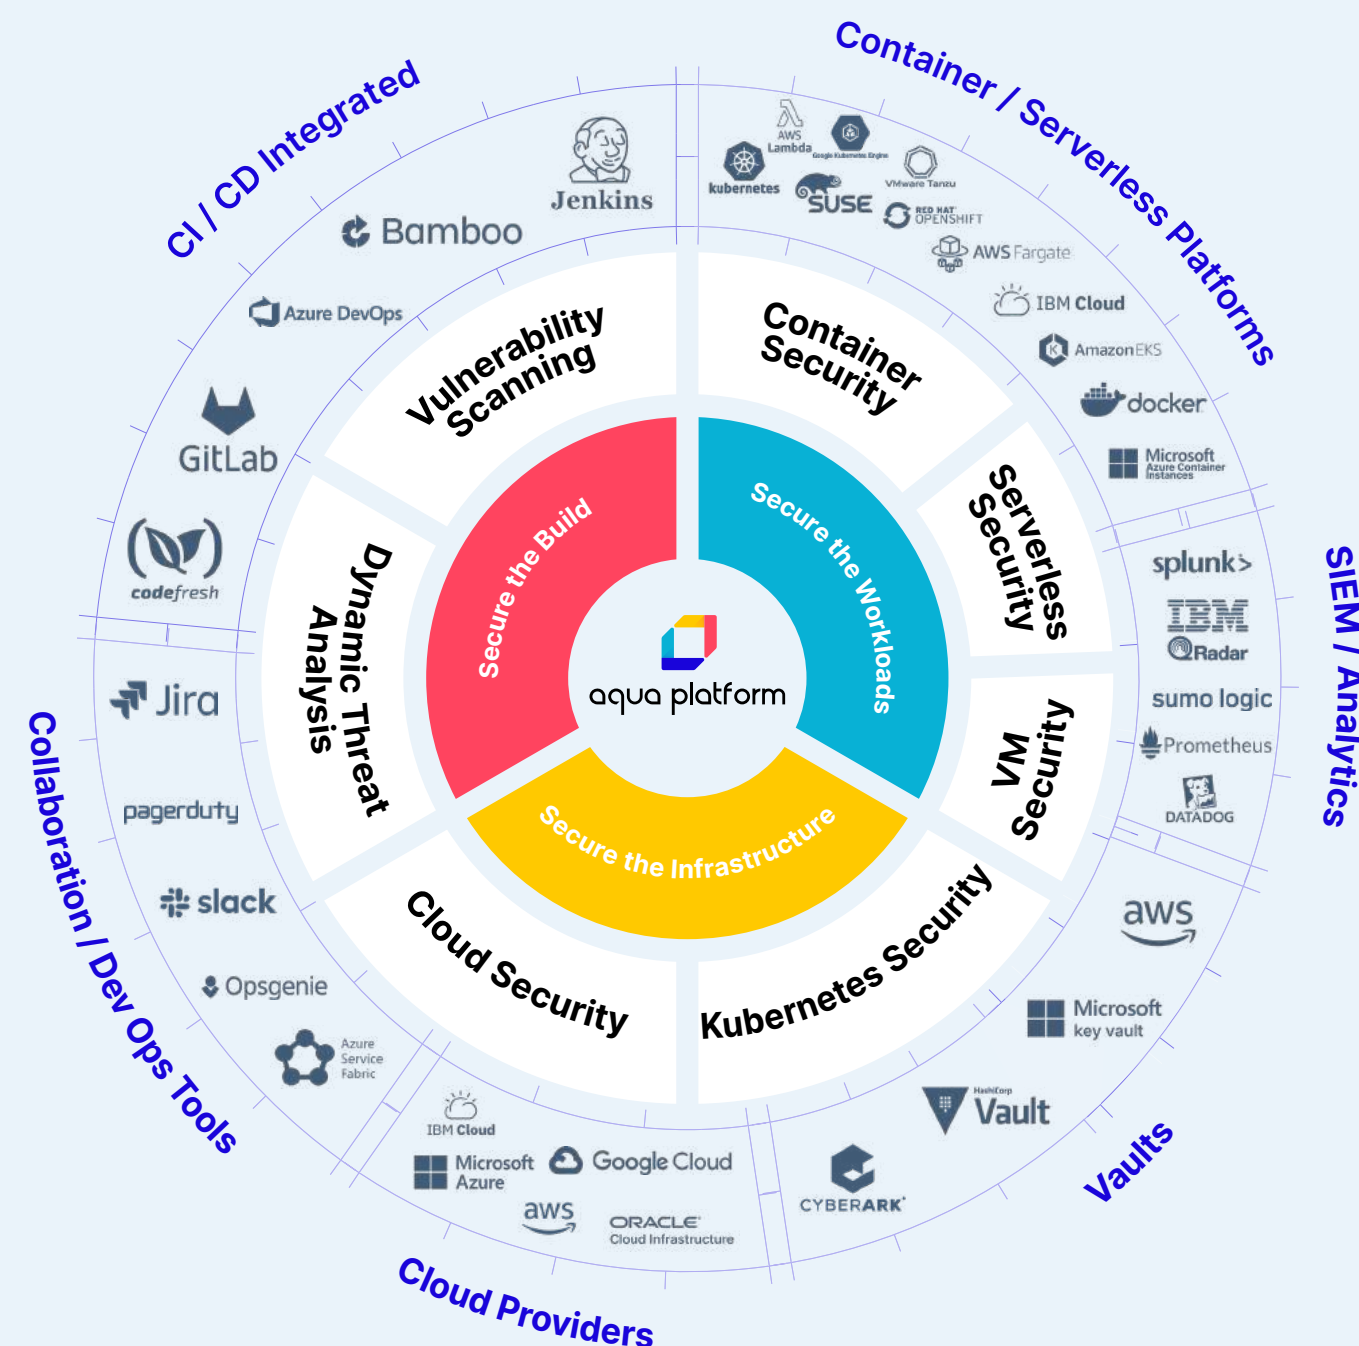 CI / CD Integrated
Jenkins
Bamboo
Azure DevOps
GitLab
codefresh
Container / Serverless Platforms
AWS
Lambda
Google Kubernetes Engine
kubernetes
SUSE
VMware Tanzu
RED HAT
OPENSHIFT
AWS Fargate
IBM Cloud
Amazon EKS
docker
Microsoft
Azure Container
Instances
SIEM / Analytics
splunk>
IBM
QRadar
sumo logic
Prometheus
DATADOG
Vaults
aws
Microsoft
key vault
HashiCorp
Vault
CYBERARK
Cloud Providers
IBM Cloud
Microsoft
Azure
Google Cloud
aws
ORACLE
Cloud Infrastructure
Collaboration / Dev Ops Tools
Jira
pagerduty
slack
Opsgenie
Azure
Service
Fabric
Vulnerability
Scanning
Container
Security
Serverless
Security
VM
Security
Kubernetes Security
Cloud Security
Dynamic Threat
Analysis
Secure the Build
Secure the Workloads
Secure the Infrastructure
aqua platform